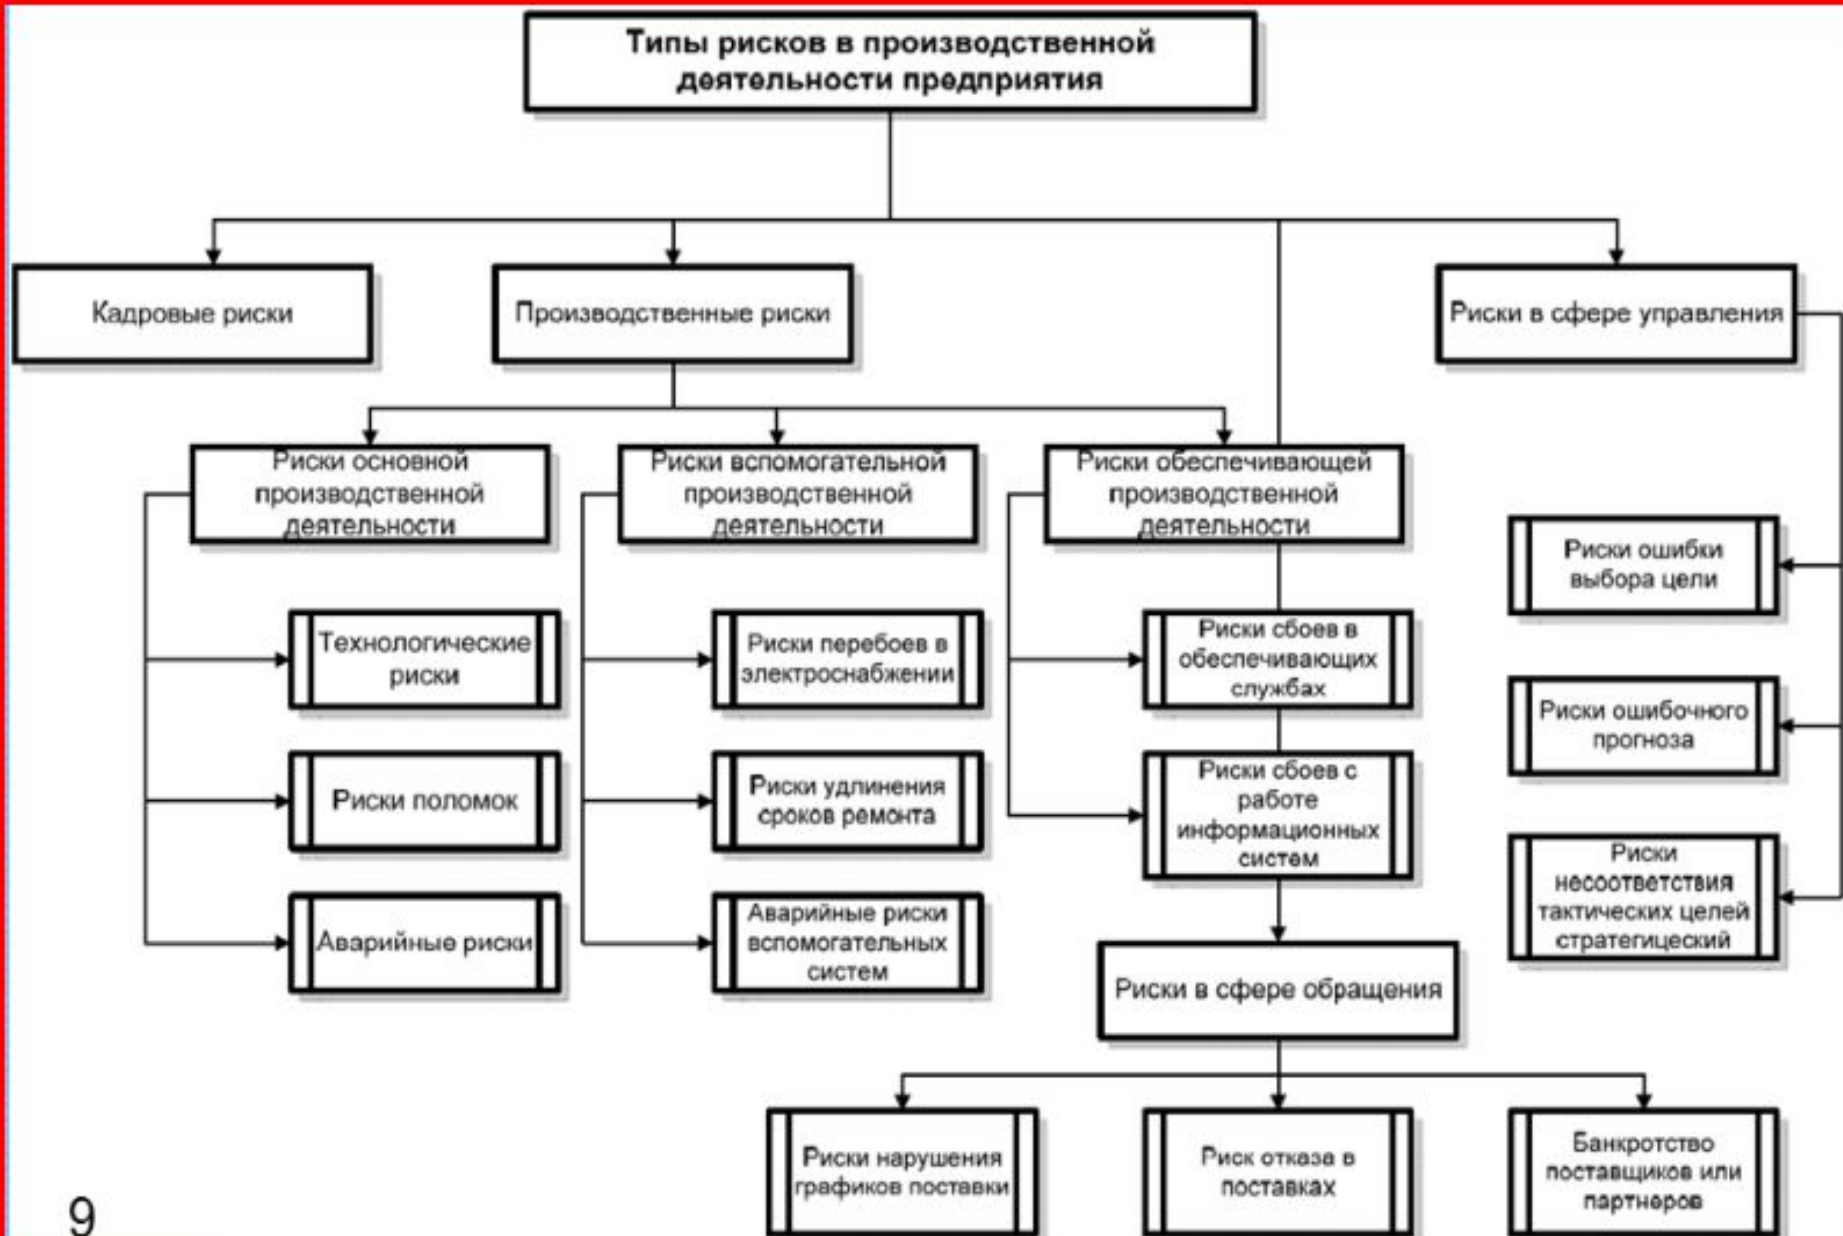 Типы рисков в производственной
деятельности предприятия
Кадровые риски
Производственные риски
Риски в сфере управления
Риски основной
производственной
деятельности
Риски вспомогательной
производственной
деятельности
Риски обеспечивающей
производственной
деятельности
Технологические
риски
Риски поломок
Аварийные риски
Риски перебоев в
электроснабжении
Риски удлинения
сроков ремонта
Аварийные риски
вспомогательных
систем
Риски сбоев в
обеспечивающих
службах
Риски сбоев с
работе
информационных
систем
Риски ошибки
выбора цели
Риски ошибочного
прогноза
Риски
несоответствия
тактических целей
стратегицеский
Риски в сфере обращения
Риски нарушения
графиков поставки
Риск отказа в
поставках
Банкротство
поставщиков или
партнеров
9